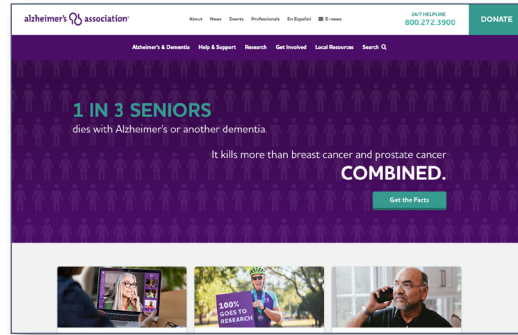 alzheimer's association®
About News Events Professionals En Español E-news
24/7 HELPLINE
800.272.3900
DONATE
Alzheimer's & Dementia Help & Support Research Get Involved Local Resources Search
1 IN 3 SENIORS
dies with Alzheimer's or another dementia.
It kills more than breast cancer and prostate cancer
COMBINED.
Get the Facts
100%
GOES TO
RESEARCH